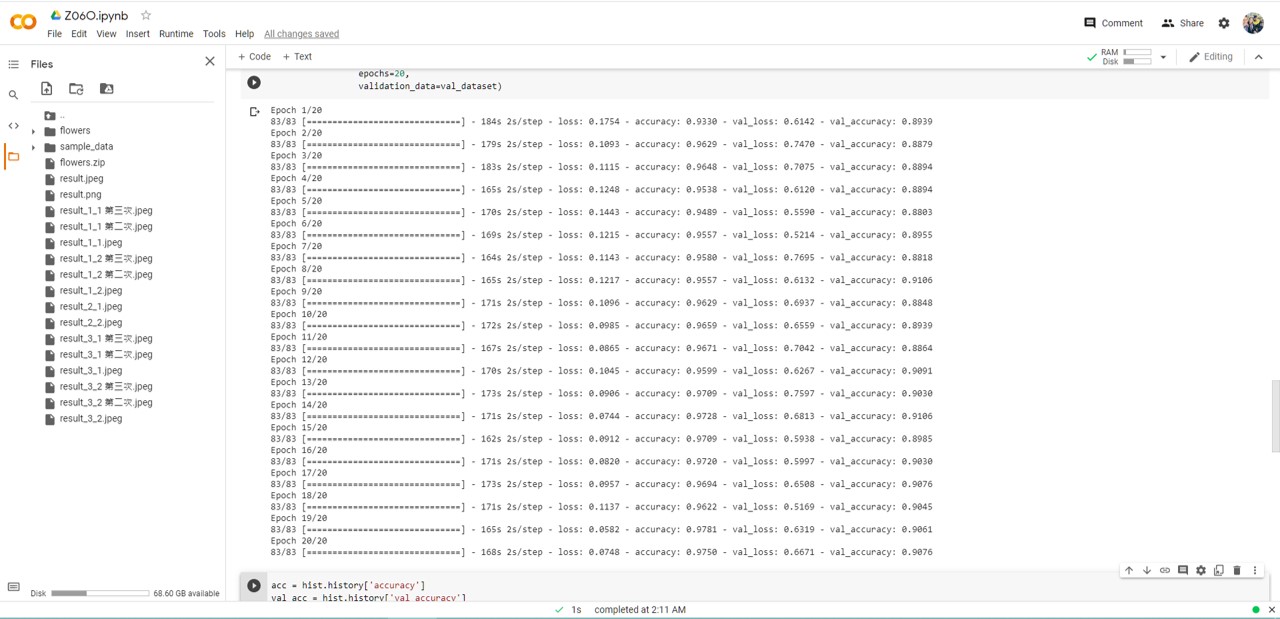 Z06O.ipynb
Comment
Share
File Edit View Insert Runtime Tools Help All changes saved
Files
+ Code + Text
RAM
Disk
Editing
..
flowers
sample_data
flowers.zip
result.jpeg
result.png
result_1_1 第三次.jpeg
result_1_1 第二次.jpeg
result_1_1.jpeg
result_1_2 第三次.jpeg
result_1_2 第二次.jpeg
result_1_2.jpeg
result_2_1.jpeg
result_2_2.jpeg
result_3_1 第三次.jpeg
result_3_1 第二次.jpeg
result_3_1.jpeg
result_3_2 第三次.jpeg
result_3_2 第二次.jpeg
result_3_2.jpeg
Disk 68.60 GB available
epochs=20,
validation_data=val_dataset)
Epoch 1/20
83/83 [==============================] - 184s 2s/step - loss: 0.1754 - accuracy: 0.9330 - val_loss: 0.6142 - val_accuracy: 0.8939
Epoch 2/20
83/83 [==============================] - 179s 2s/step - loss: 0.1093 - accuracy: 0.9629 - val_loss: 0.7470 - val_accuracy: 0.8879
Epoch 3/20
83/83 [==============================] - 183s 2s/step - loss: 0.1115 - accuracy: 0.9648 - val_loss: 0.7075 - val_accuracy: 0.8894
Epoch 4/20
83/83 [==============================] - 165s 2s/step - loss: 0.1248 - accuracy: 0.9538 - val_loss: 0.6120 - val_accuracy: 0.8894
Epoch 5/20
83/83 [==============================] - 170s 2s/step - loss: 0.1443 - accuracy: 0.9489 - val_loss: 0.5590 - val_accuracy: 0.8803
Epoch 6/20
83/83 [==============================] - 169s 2s/step - loss: 0.1215 - accuracy: 0.9557 - val_loss: 0.5214 - val_accuracy: 0.8955
Epoch 7/20
83/83 [==============================] - 164s 2s/step - loss: 0.1143 - accuracy: 0.9580 - val_loss: 0.7695 - val_accuracy: 0.8818
Epoch 8/20
83/83 [==============================] - 165s 2s/step - loss: 0.1217 - accuracy: 0.9557 - val_loss: 0.6132 - val_accuracy: 0.9106
Epoch 9/20
83/83 [==============================] - 171s 2s/step - loss: 0.1096 - accuracy: 0.9629 - val_loss: 0.6937 - val_accuracy: 0.8848
Epoch 10/20
83/83 [==============================] - 172s 2s/step - loss: 0.0985 - accuracy: 0.9659 - val_loss: 0.6559 - val_accuracy: 0.8939
Epoch 11/20
83/83 [==============================] - 167s 2s/step - loss: 0.0865 - accuracy: 0.9671 - val_loss: 0.7042 - val_accuracy: 0.8864
Epoch 12/20
83/83 [==============================] - 170s 2s/step - loss: 0.1045 - accuracy: 0.9599 - val_loss: 0.6267 - val_accuracy: 0.9091
Epoch 13/20
83/83 [==============================] - 173s 2s/step - loss: 0.0906 - accuracy: 0.9709 - val_loss: 0.7597 - val_accuracy: 0.9030
Epoch 14/20
83/83 [==============================] - 171s 2s/step - loss: 0.0744 - accuracy: 0.9728 - val_loss: 0.6813 - val_accuracy: 0.9106
Epoch 15/20
83/83 [==============================] - 162s 2s/step - loss: 0.0912 - accuracy: 0.9709 - val_loss: 0.5938 - val_accuracy: 0.8985
Epoch 16/20
83/83 [==============================] - 171s 2s/step - loss: 0.0820 - accuracy: 0.9720 - val_loss: 0.5997 - val_accuracy: 0.9030
Epoch 17/20
83/83 [==============================] - 173s 2s/step - loss: 0.0957 - accuracy: 0.9694 - val_loss: 0.6508 - val_accuracy: 0.9076
Epoch 18/20
83/83 [==============================] - 171s 2s/step - loss: 0.1137 - accuracy: 0.9622 - val_loss: 0.5169 - val_accuracy: 0.9045
Epoch 19/20
83/83 [==============================] - 165s 2s/step - loss: 0.0582 - accuracy: 0.9781 - val_loss: 0.6319 - val_accuracy: 0.9061
Epoch 20/20
83/83 [==============================] - 168s 2s/step - loss: 0.0748 - accuracy: 0.9750 - val_loss: 0.6671 - val_accuracy: 0.9076
acc = hist.history['accuracy']
val acc = hist.history['val accuracy']
1s completed at 2:11 AM